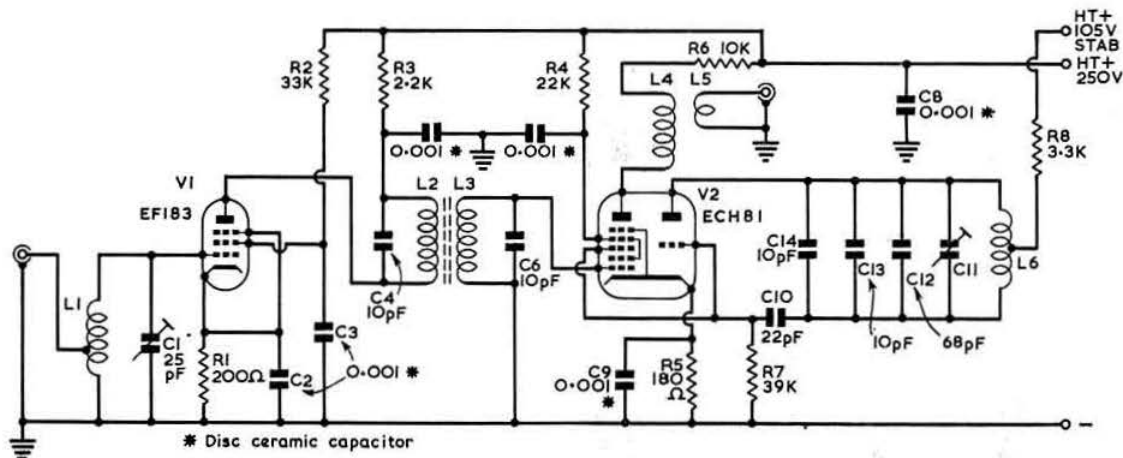 HT+
105V
STAB
HT+
250V
R6 10K
R2
33K
R3
2·2K
R4
22K
L4
L5
C8
0·001 *
R8
3·3K
0·001 *
0·001 *
V1
EF183
L2
L3
V2
ECH81
C14
10pF
C13
C12
C11
L6
L1
C1
25
pF
C4
10pF
C6
10pF
C10
22pF
10pF
68pF
R1
200Ω
C2
C3
0·001 *
C9
0·001
*
R5
180
Ω
R7
39K
* Disc ceramic capacitor
-